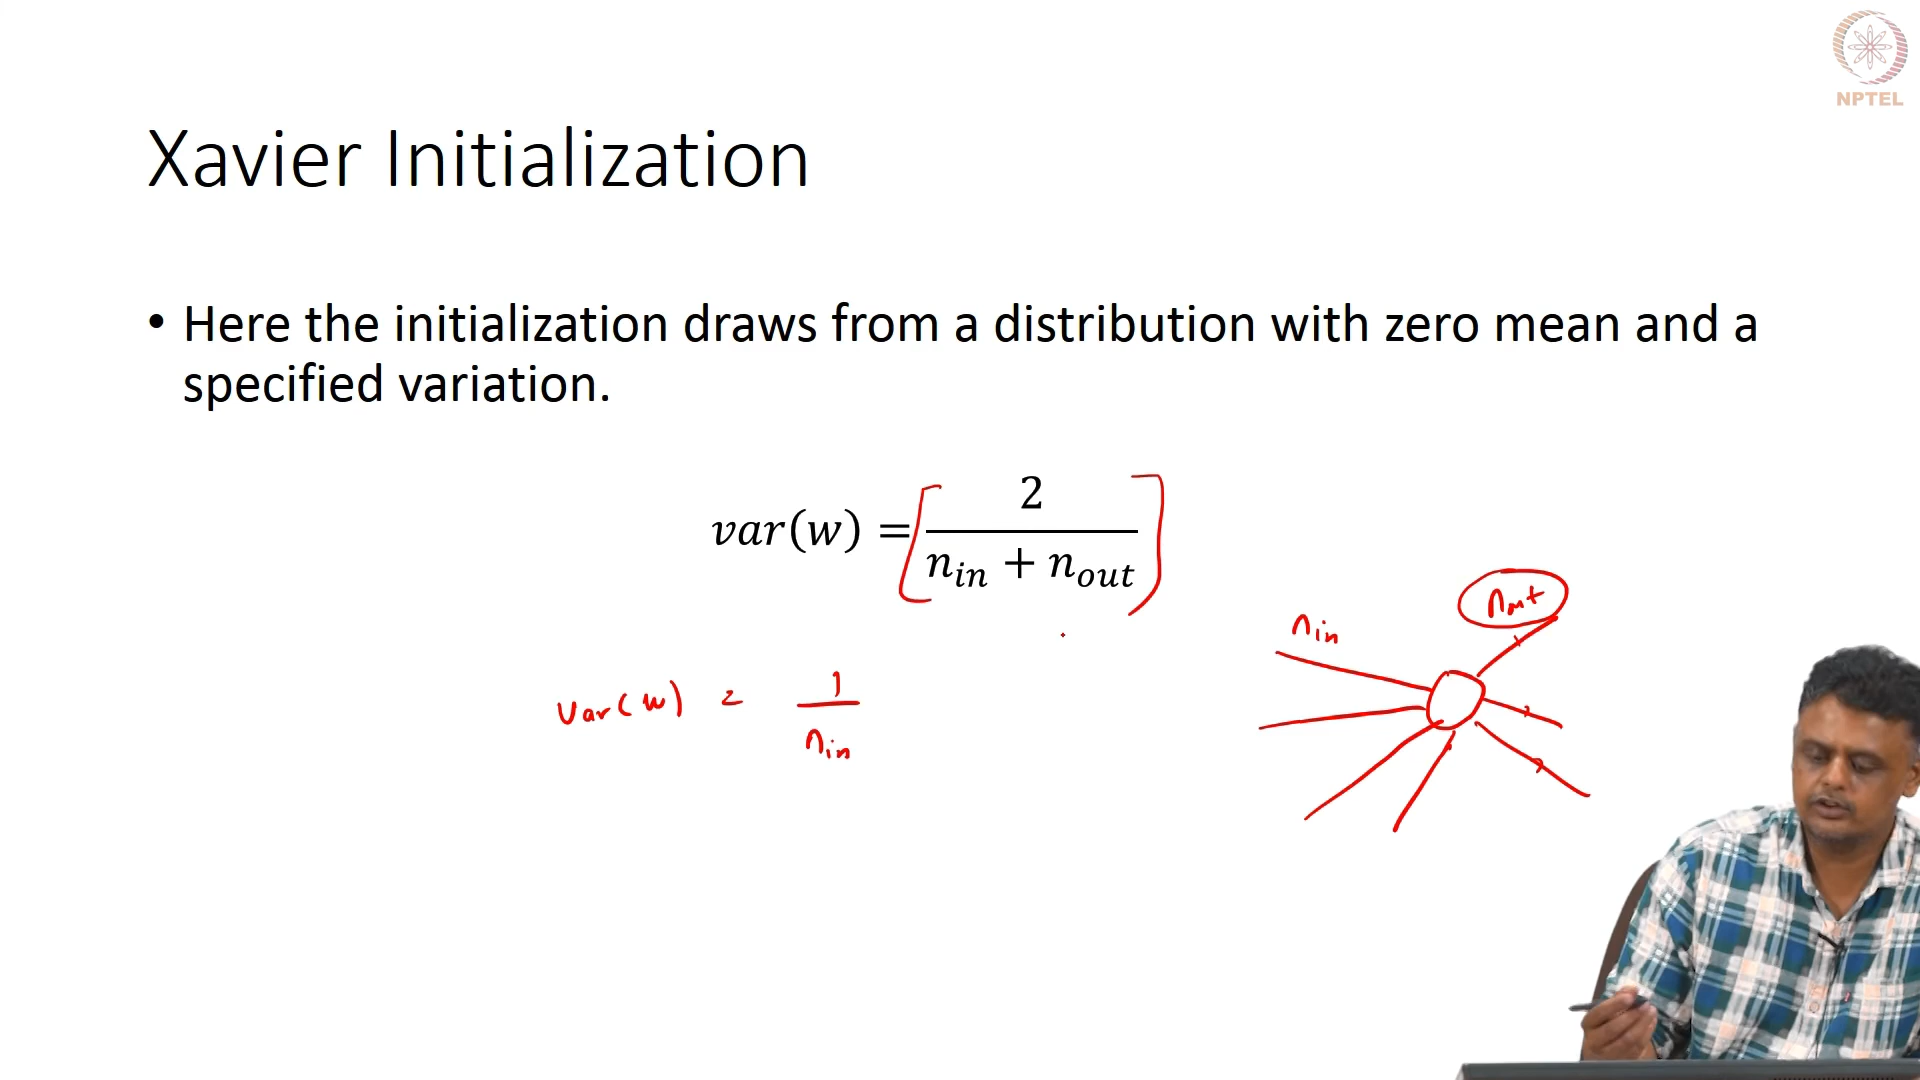 NPTEL
Xavier Initialization
• Here the initialization draws from a distribution with zero mean and a
specified variation.
var(w) = [2 / (n_in + n_out)]
n_out
n_in
Var(w) = 1 / n_in